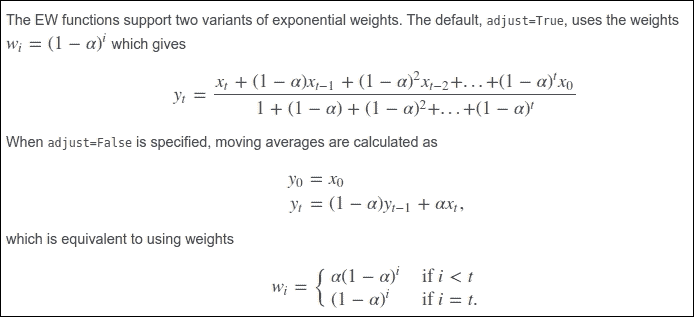 The EW functions support two variants of exponential weights. The default, adjust=True, uses the weights
wᵢ = (1 − α)ⁱ which gives
yₜ = (xₜ + (1 − α)xₜ₋₁ + (1 − α)²xₜ₋₂+...+(1 − α)ᵗx₀) / (1 + (1 − α) + (1 − α)²+...+(1 − α)ᵗ)
When adjust=False is specified, moving averages are calculated as
y₀ = x₀
yₜ = (1 − α)yₜ₋₁ + αxₜ,
which is equivalent to using weights
wᵢ = { α(1 − α)ⁱ if i < t
(1 − α)ⁱ if i = t.